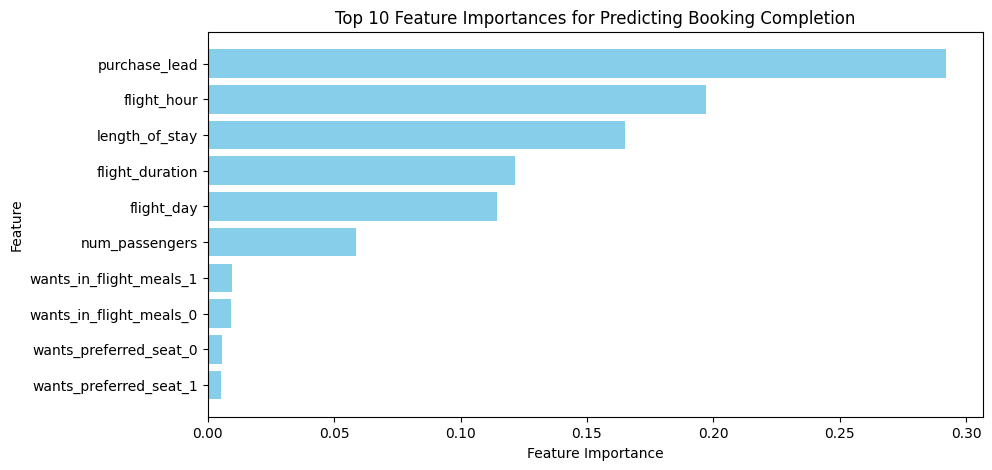 Top 10 Feature Importances for Predicting Booking Completion
Feature
purchase_lead
flight_hour
length_of_stay
flight_duration
flight_day
num_passengers
wants_in_flight_meals_1
wants_in_flight_meals_0
wants_preferred_seat_0
wants_preferred_seat_1
0.00 0.05 0.10 0.15 0.20 0.25 0.30
Feature Importance